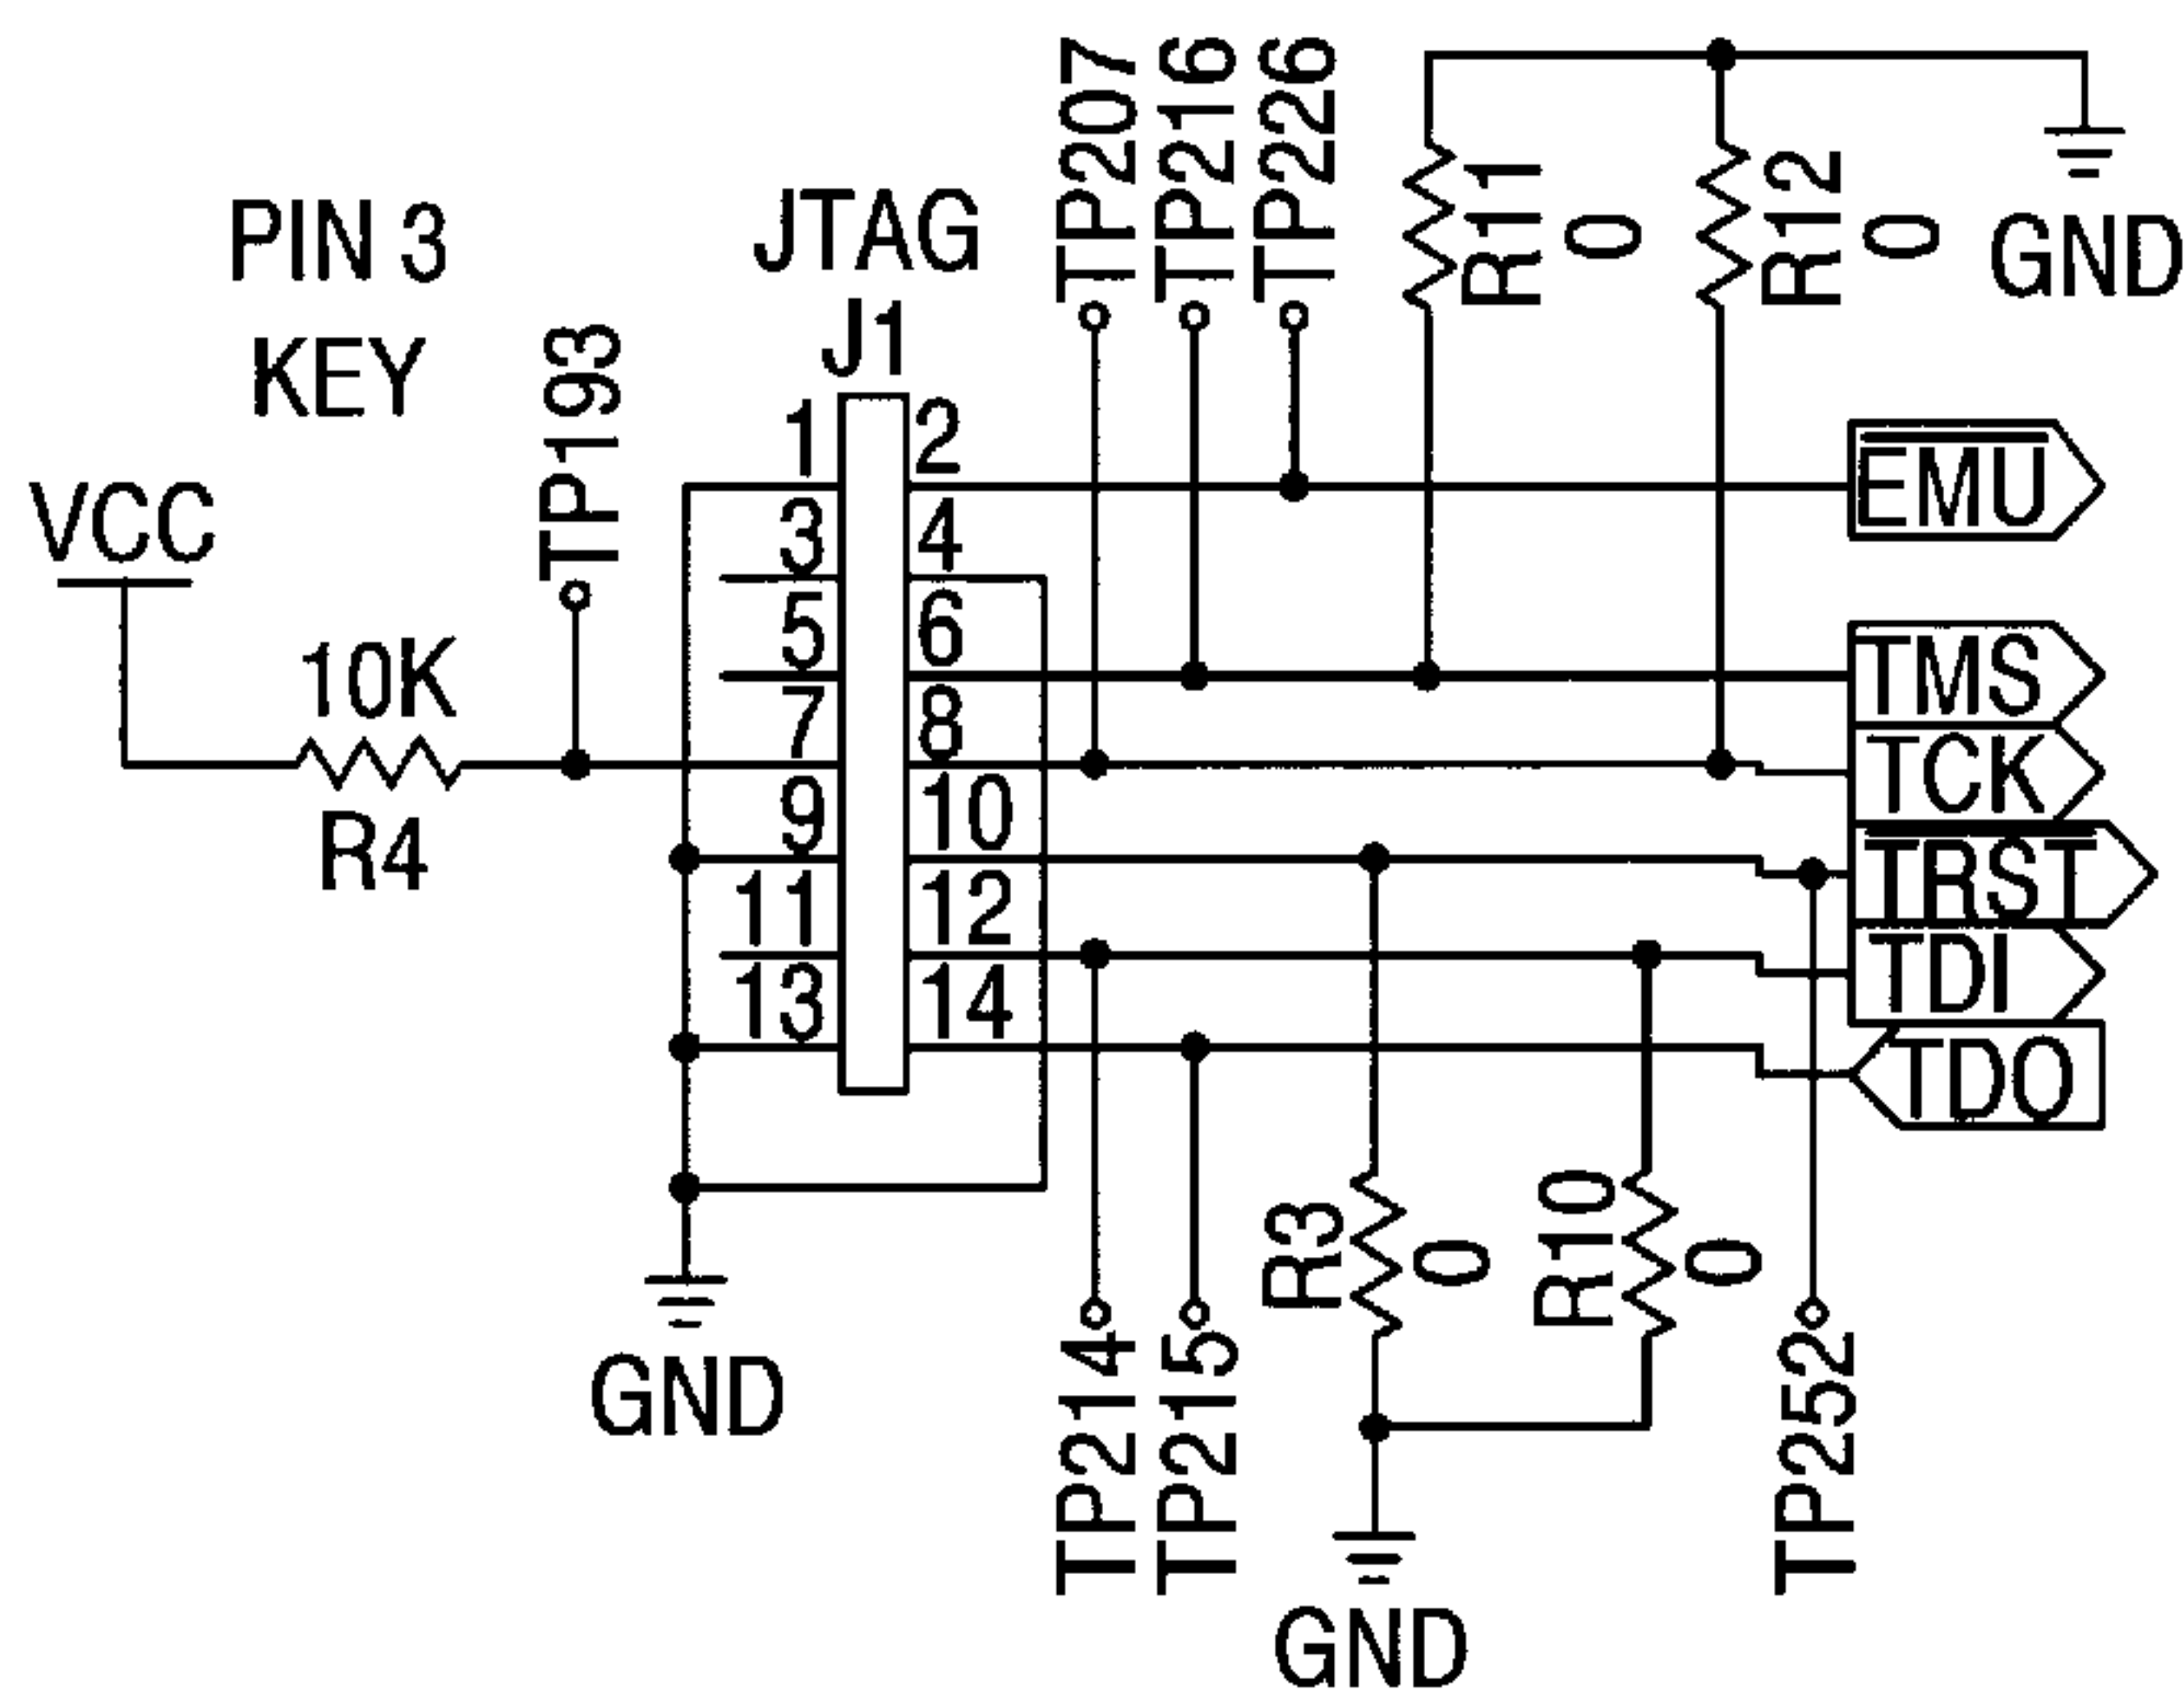 PIN 3
KEY
VCC
10K
R4
TP193
JTAG
J1
1
2
3
4
5
6
7
8
9
10
11
12
13
14
TP207
TP216
TP226
R11
0
R12
0
GND
EMU
TMS
TCK
TRST
TDI
TDO
GND
TP214
TP215
R3
0
R10
0
TP252
GND